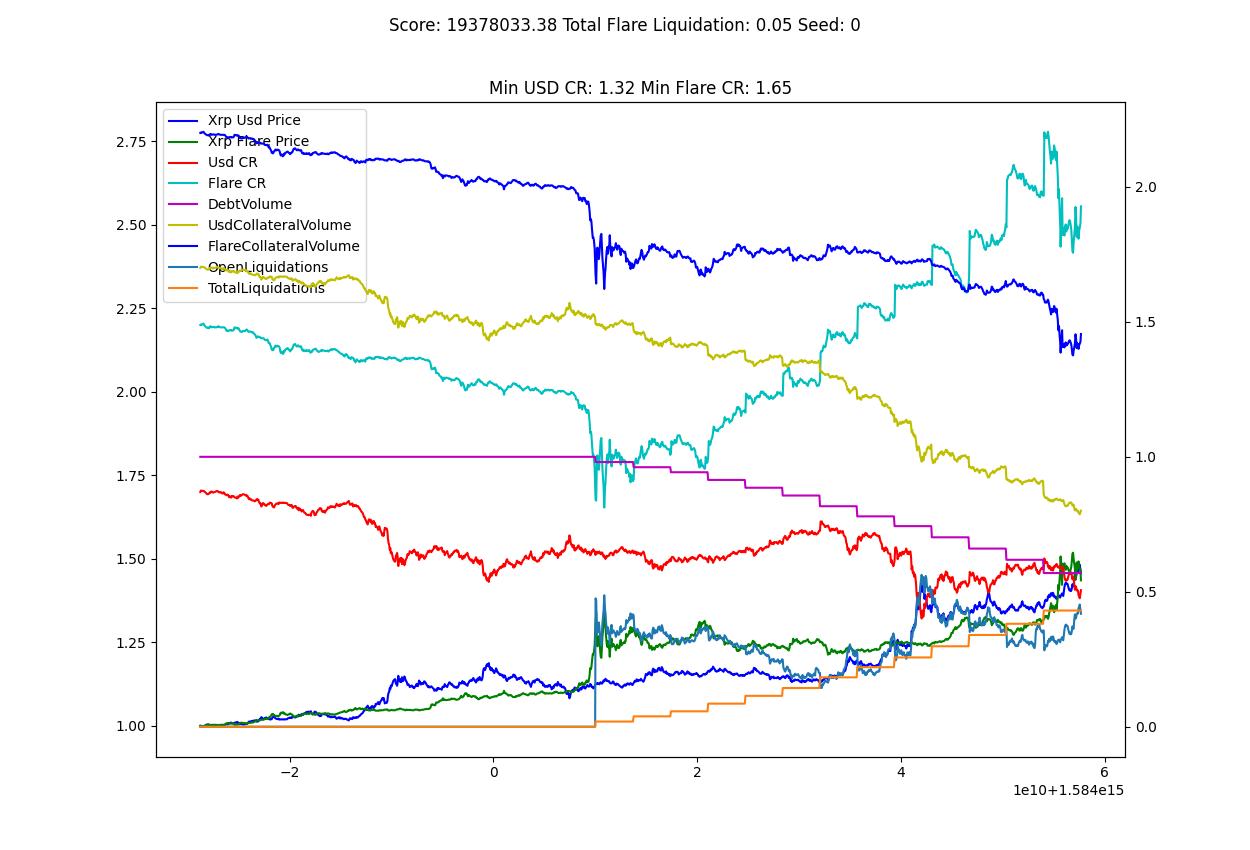 Score: 19378033.38 Total Flare Liquidation: 0.05 Seed: 0
Min USD CR: 1.32 Min Flare CR: 1.65
Xrp Usd Price
Xrp Flare Price
Usd CR
Flare CR
DebtVolume
UsdCollateralVolume
FlareCollateralVolume
OpenLiquidations
TotalLiquidations
2.75
2.50
2.25
2.00
1.75
1.50
1.25
1.00
2.0
1.5
1.0
0.5
0.0
−2
0
2
4
6
1e10+1.584e15